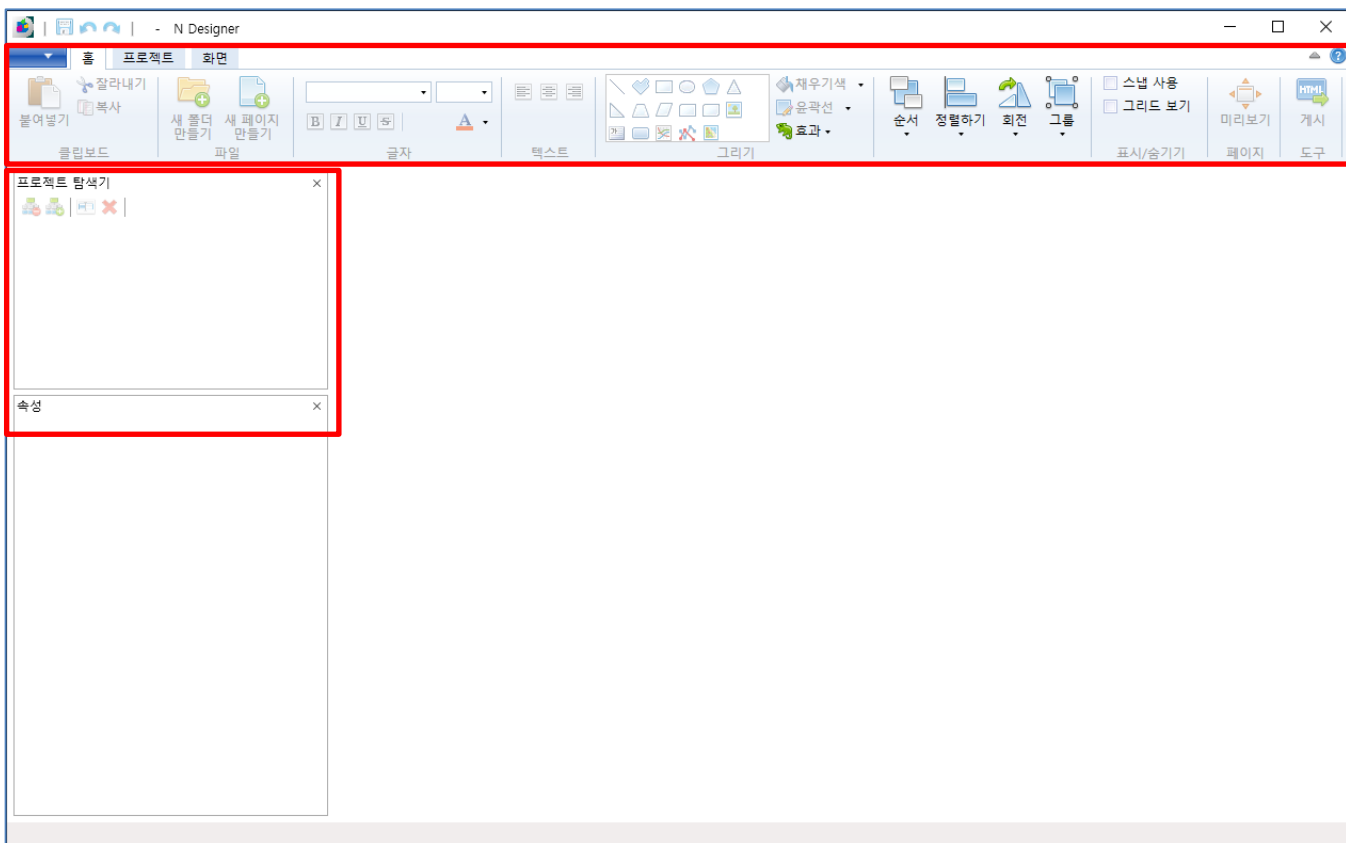 - N Designer
홈 프로젝트 화면
붙여넣기
잘라내기
복사
클립보드
새 폴더
만들기
새 페이지
만들기
파일
B I U S A
글자
텍스트
그리기
채우기색
윤곽선
효과
순서
정렬하기
회전
그룹
스냅 사용
그리드 보기
표시/숨기기
미리보기
페이지
HTML
게시
도구
프로젝트 탐색기
속성